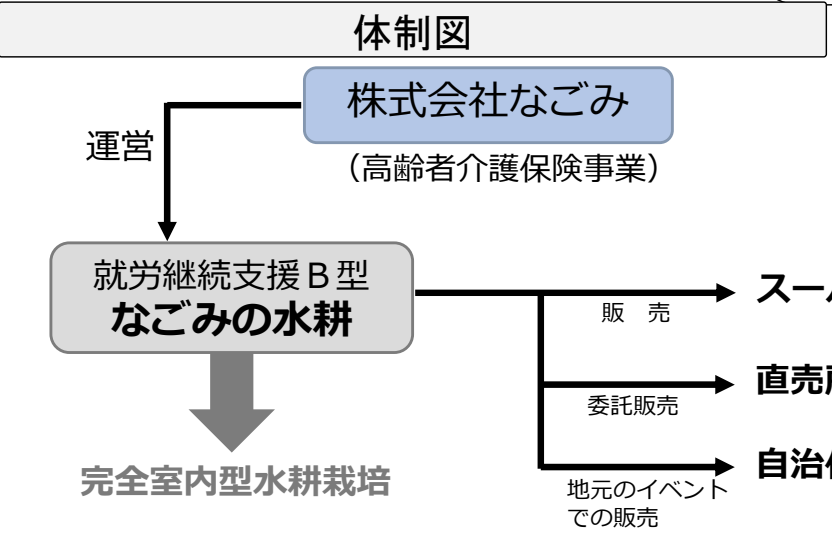 体制図
株式会社なごみ
運営
（高齢者介護保険事業）
就労継続支援Ｂ型
なごみの水耕
販　売
スー
委託販売
直売
完全室内型水耕栽培
地元のイベント
での販売
自治